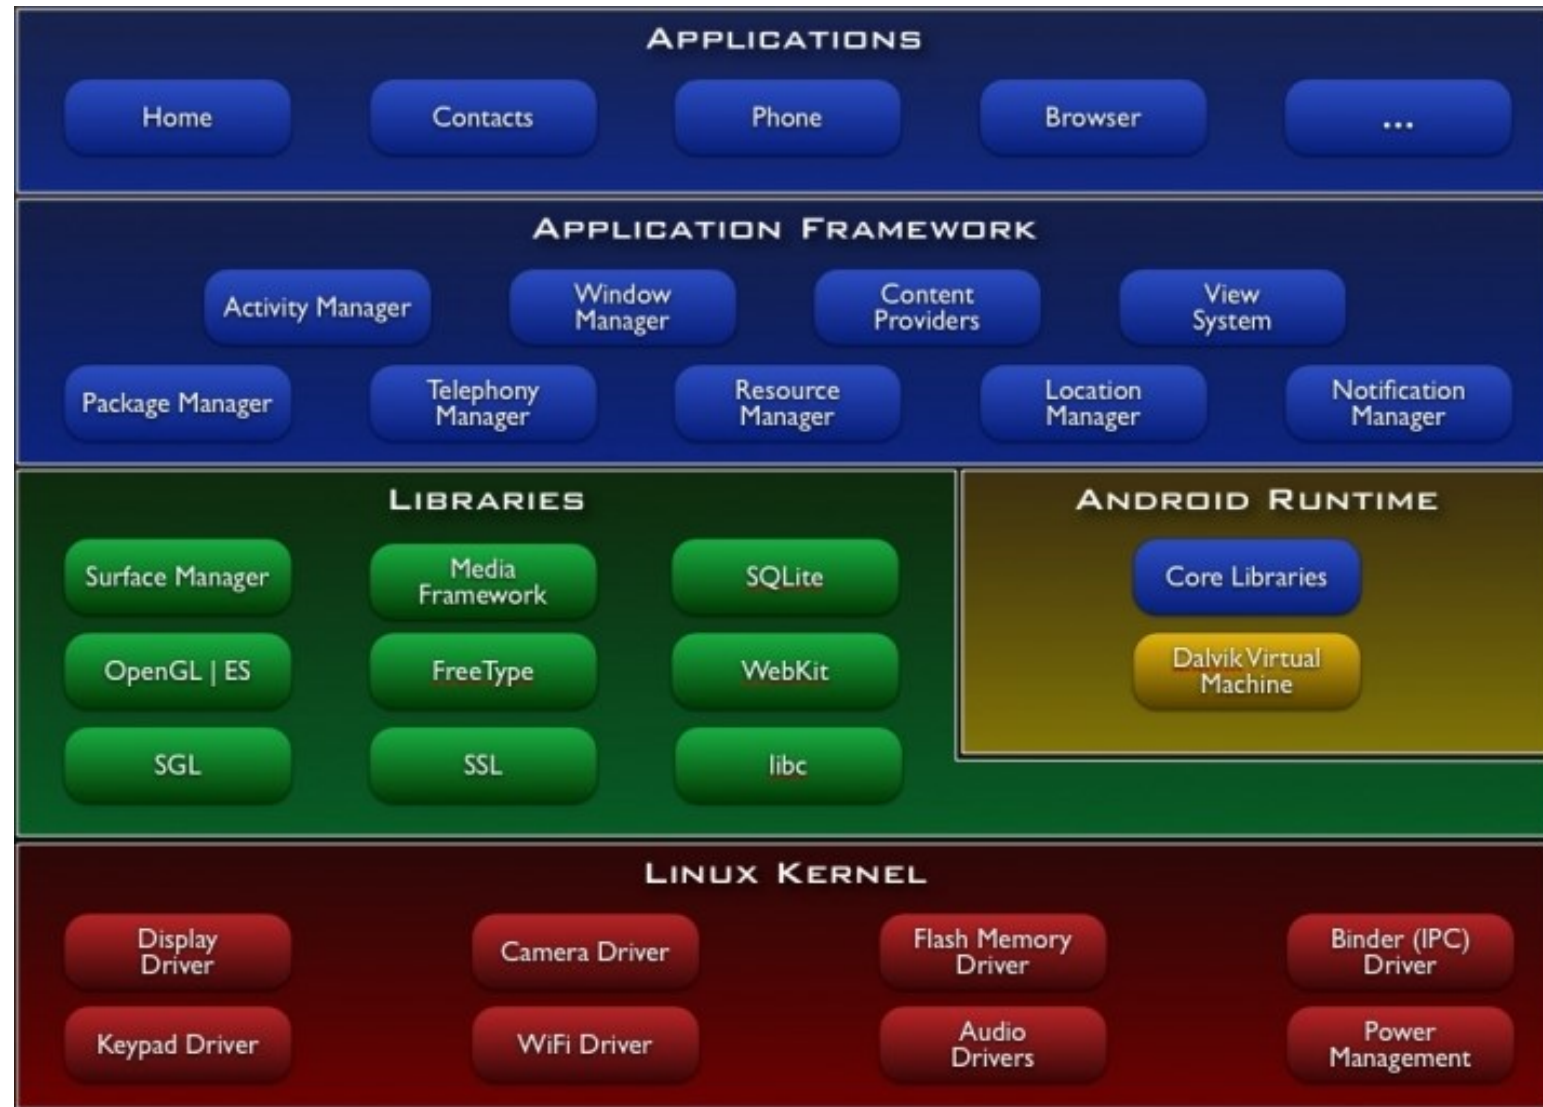 APPLICATIONS
Home
Contacts
Phone
Browser
...
APPLICATION FRAMEWORK
Activity Manager
Window
Manager
Content
Providers
View
System
Package Manager
Telephony
Manager
Resource
Manager
Location
Manager
Notification
Manager
LIBRARIES
Surface Manager
Media
Framework
SQLite
OpenGL | ES
FreeType
WebKit
SGL
SSL
libc
ANDROID RUNTIME
Core Libraries
Dalvik Virtual
Machine
LINUX KERNEL
Display
Driver
Camera Driver
Flash Memory
Driver
Binder (IPC)
Driver
Keypad Driver
WiFi Driver
Audio
Drivers
Power
Management